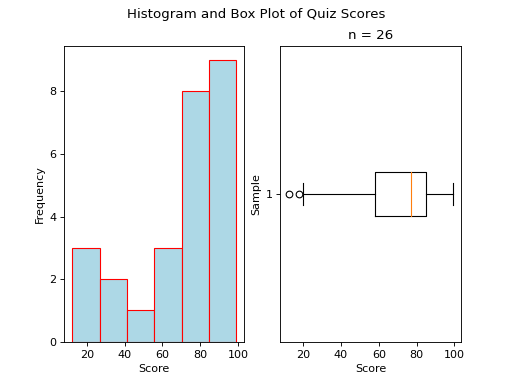 Histogram and Box Plot of Quiz Scores
n = 26
Frequency
8
6
4
2
0
20 40 60 80 100
Score
Sample
1
20 40 60 80 100
Score